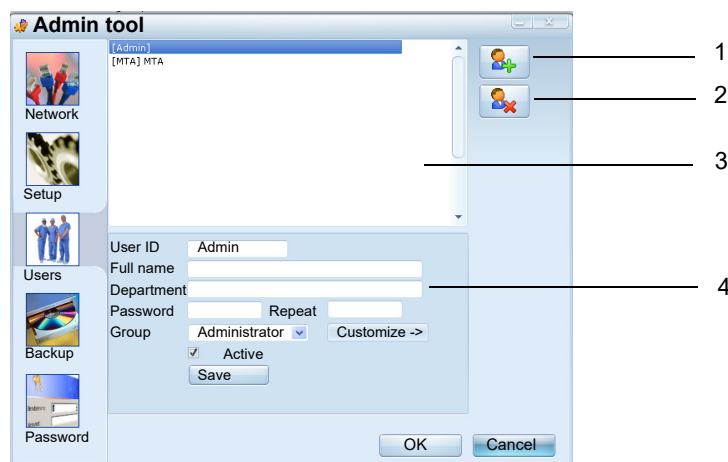 Admin tool
[Admin]
[MTA] MTA
1
2
3
Network
Setup
Users
Backup
Password
User ID Admin
Full name
Department
4
Password Repeat
Group Administrator Customize ->
Active
Save
OK Cancel